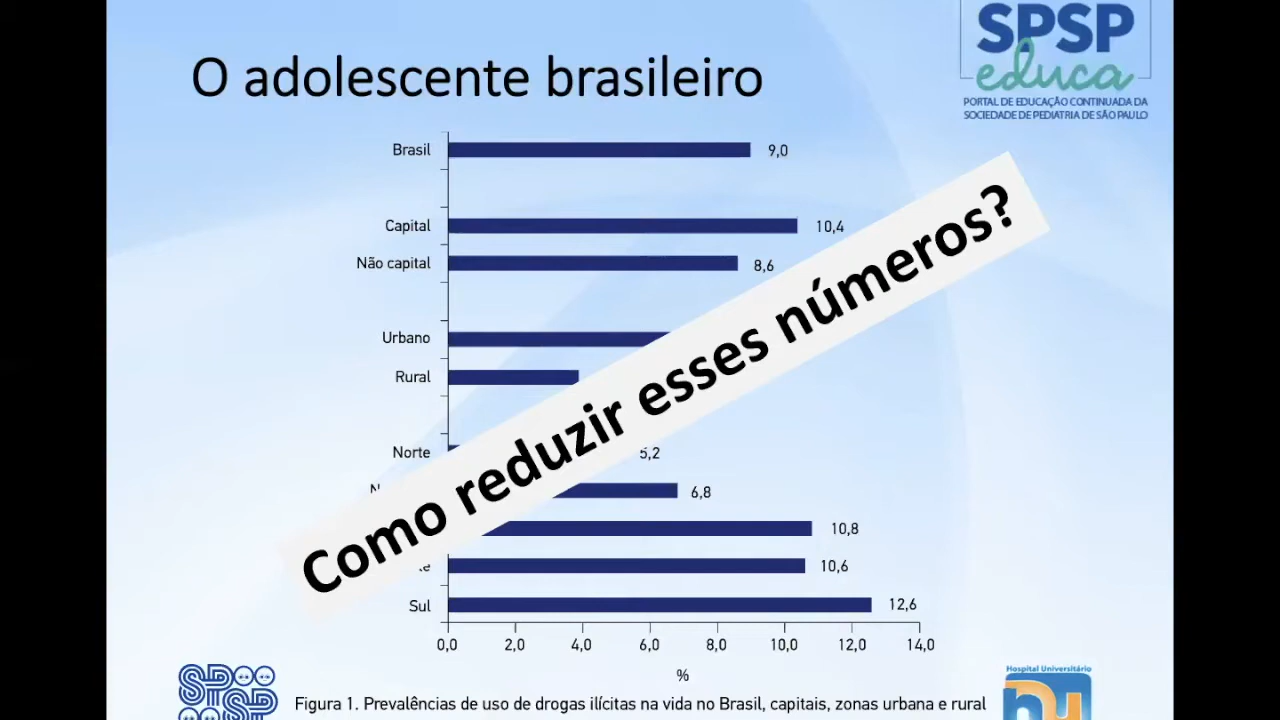 O adolescente brasileiro
SPSP
educa
PORTAL DE EDUCAÇÃO CONTINUADA DA
SOCIEDADE DE PEDIATRIA DE SÃO PAULO
Brasil 9,0
Capital 10,4
Não capital 8,6
Urbano
Rural
Norte 5,2
6,8
10,8
10,6
Sul 12,6
Como reduzir esses números?
0,0 2,0 4,0 6,0 8,0 10,0 12,0 14,0
%
SPSP
Figura 1. Prevalências de uso de drogas ilícitas na vida no Brasil, capitais, zonas urbana e rural
Hospital Universitário